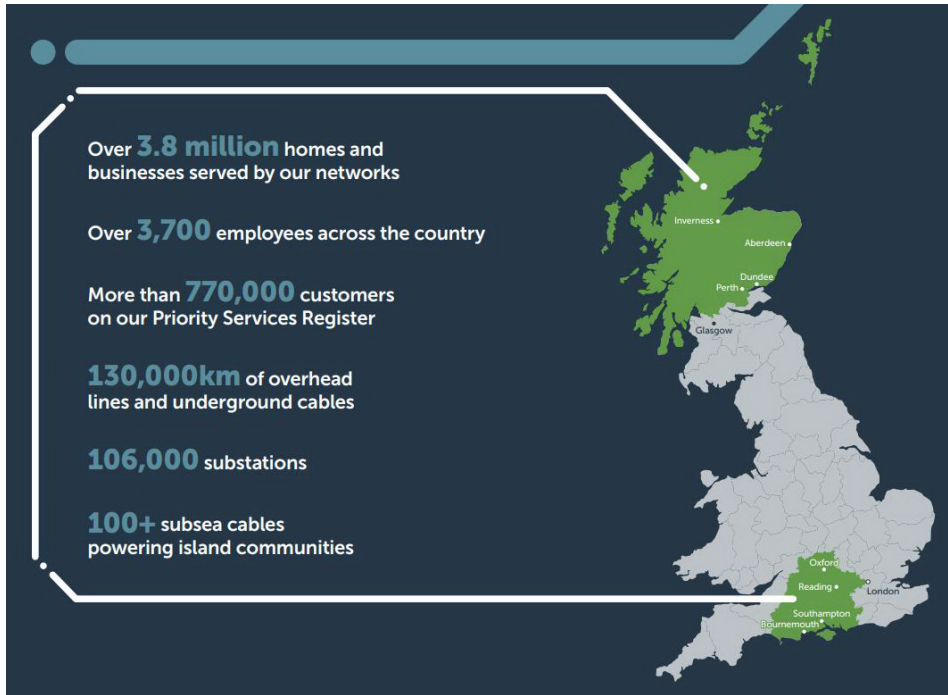 Over 3.8 million homes and
businesses served by our networks
Over 3,700 employees across the country
More than 770,000 customers
on our Priority Services Register
130,000km of overhead
lines and underground cables
106,000 substations
100+ subsea cables
powering island communities
Inverness
Aberdeen
Dundee
Perth
Glasgow
Oxford
Reading
London
Southampton
Bournemouth